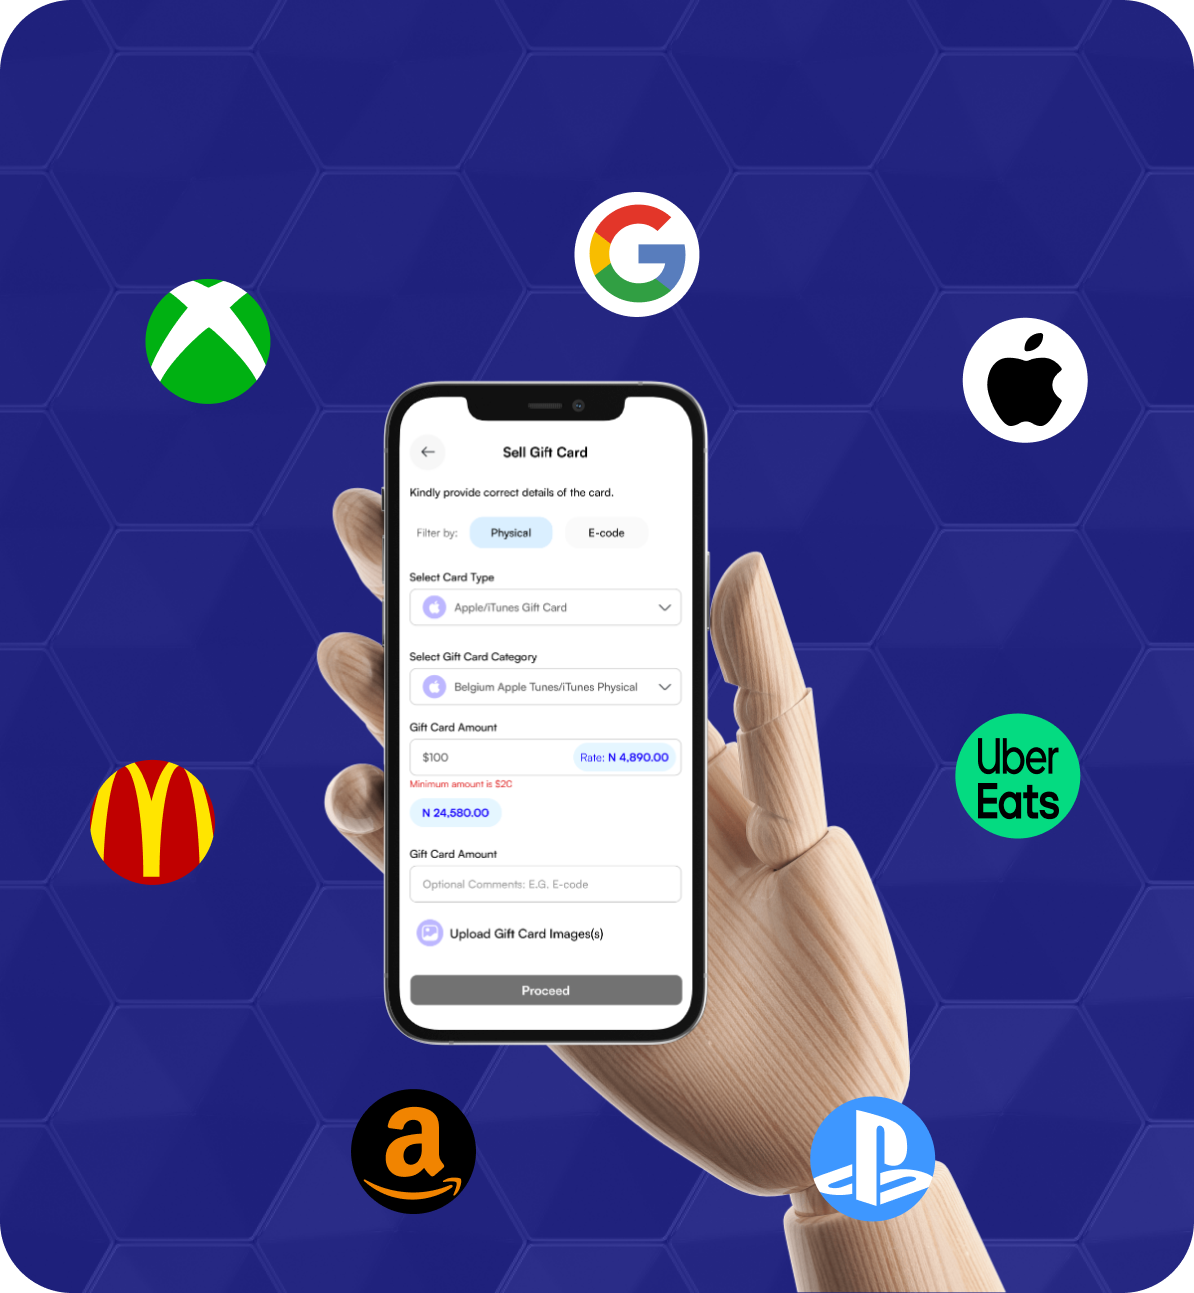 Sell Gift Card
Kindly provide correct details of the card.
Filter by: Physical E-code
Select Card Type
Apple/iTunes Gift Card
Select Gift Card Category
Belgium Apple Tunes/iTunes Physical
Gift Card Amount
$100 Rate: N 4,890.00
Minimum amount is $20
N 24,580.00
Gift Card Amount
Optional Comments: E.G. E-code
Upload Gift Card Images(s)
Proceed
Uber
Eats
a